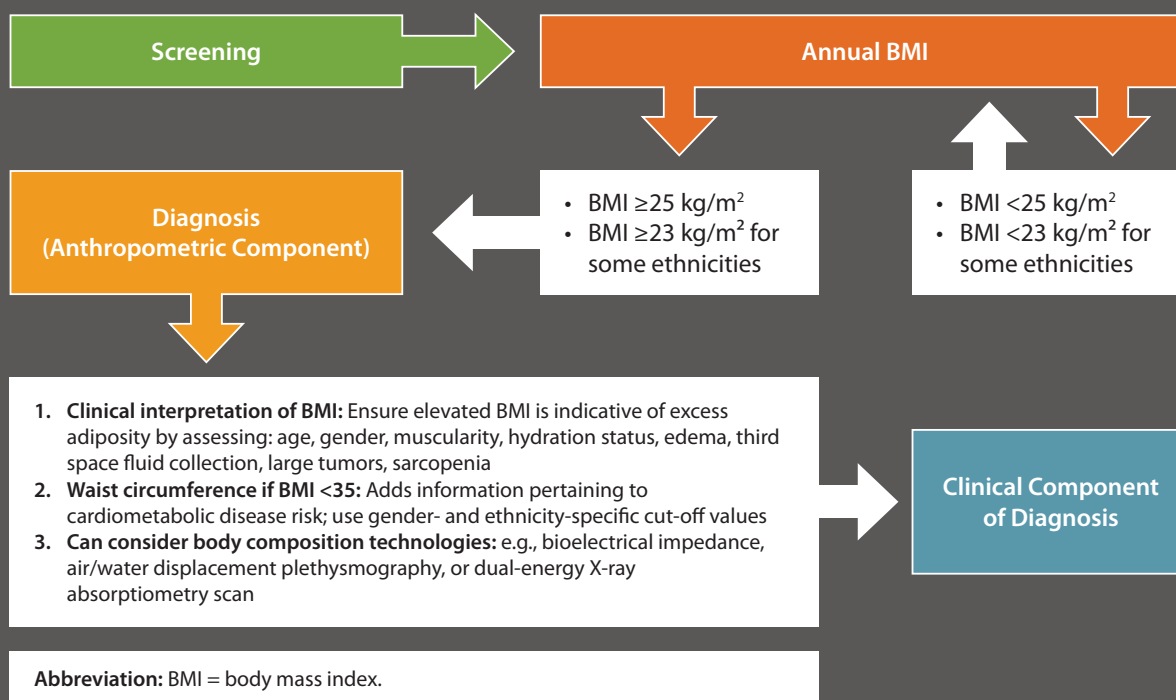 Screening
Annual BMI
Diagnosis
(Anthropometric Component)
• BMI ≥25 kg/m²
• BMI ≥23 kg/m² for
some ethnicities
• BMI <25 kg/m²
• BMI <23 kg/m² for
some ethnicities
1. Clinical interpretation of BMI: Ensure elevated BMI is indicative of excess
adiposity by assessing: age, gender, muscularity, hydration status, edema, third
space fluid collection, large tumors, sarcopenia
2. Waist circumference if BMI <35: Adds information pertaining to
cardiometabolic disease risk; use gender- and ethnicity-specific cut-off values
3. Can consider body composition technologies: e.g., bioelectrical impedance,
air/water displacement plethysmography, or dual-energy X-ray
absorptiometry scan
Clinical Component
of Diagnosis
Abbreviation: BMI = body mass index.